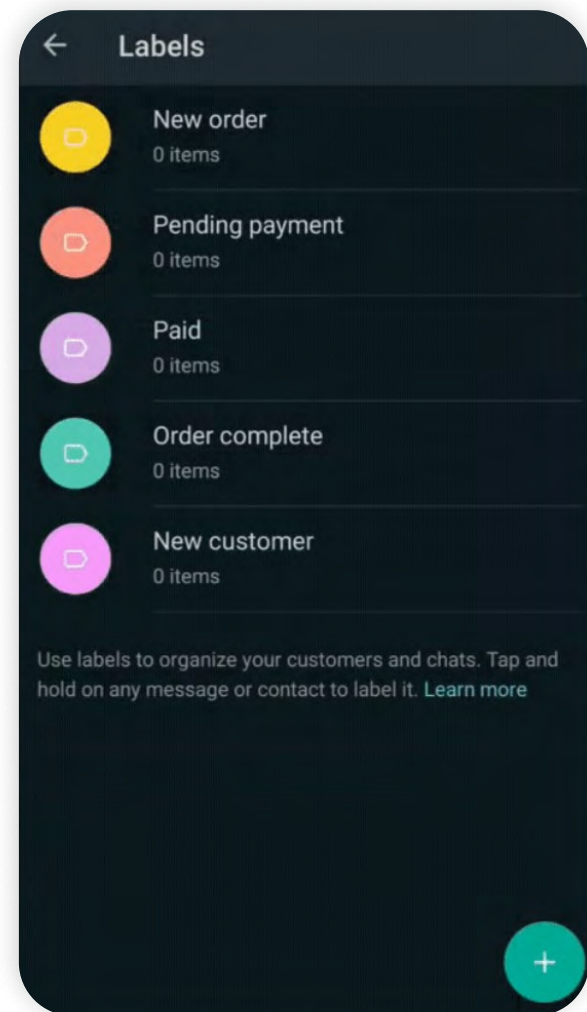 Labels
New order
0 items
Pending payment
0 items
Paid
0 items
Order complete
0 items
New customer
0 items
Use labels to organize your customers and chats. Tap and
hold on any message or contact to label it. Learn more